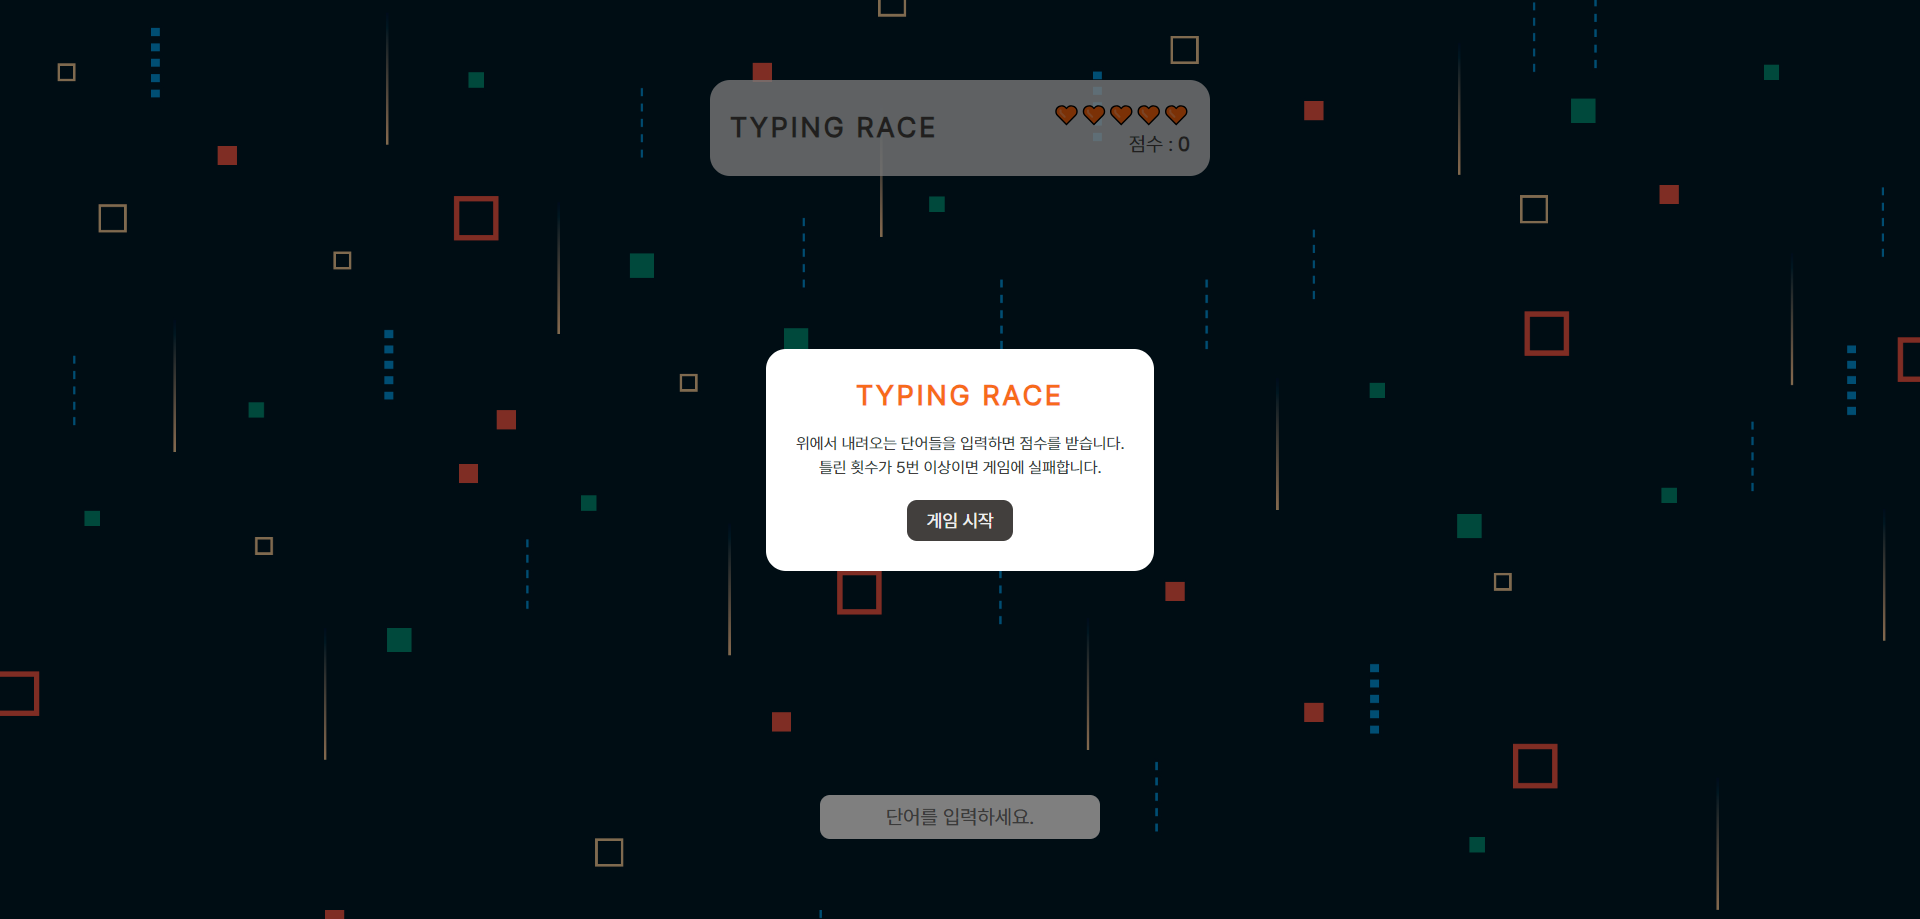 TYPING RACE
점수 : 0
TYPING RACE
위에서 내려오는 단어들을 입력하면 점수를 받습니다.
틀린 횟수가 5번 이상이면 게임에 실패합니다.
게임 시작
단어를 입력하세요.